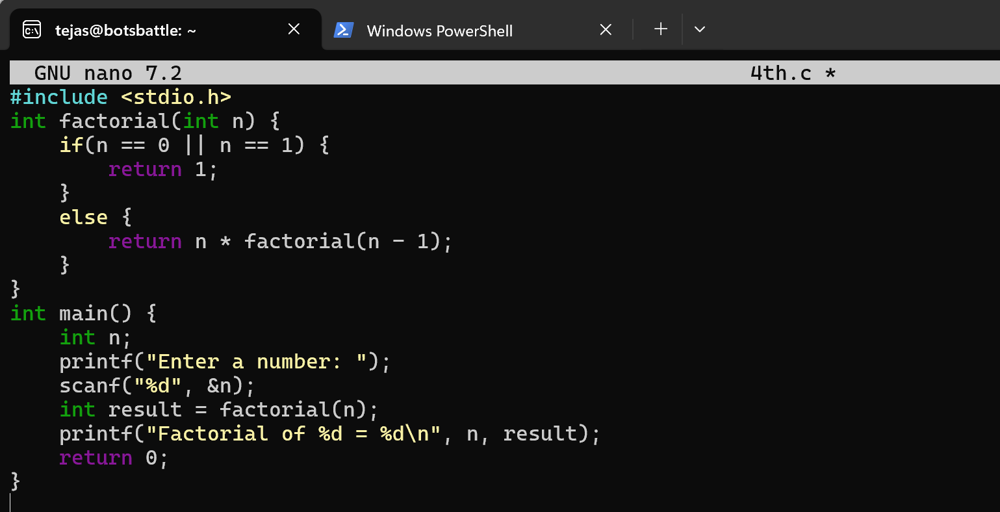 tejas@botsbattle: ~
Windows PowerShell
GNU nano 7.2 4th.c *
#include <stdio.h>
int factorial(int n) {
    if(n == 0 || n == 1) {
        return 1;
    }
    else {
        return n * factorial(n - 1);
    }
}
int main() {
    int n;
    printf("Enter a number: ");
    scanf("%d", &n);
    int result = factorial(n);
    printf("Factorial of %d = %d\n", n, result);
    return 0;
}